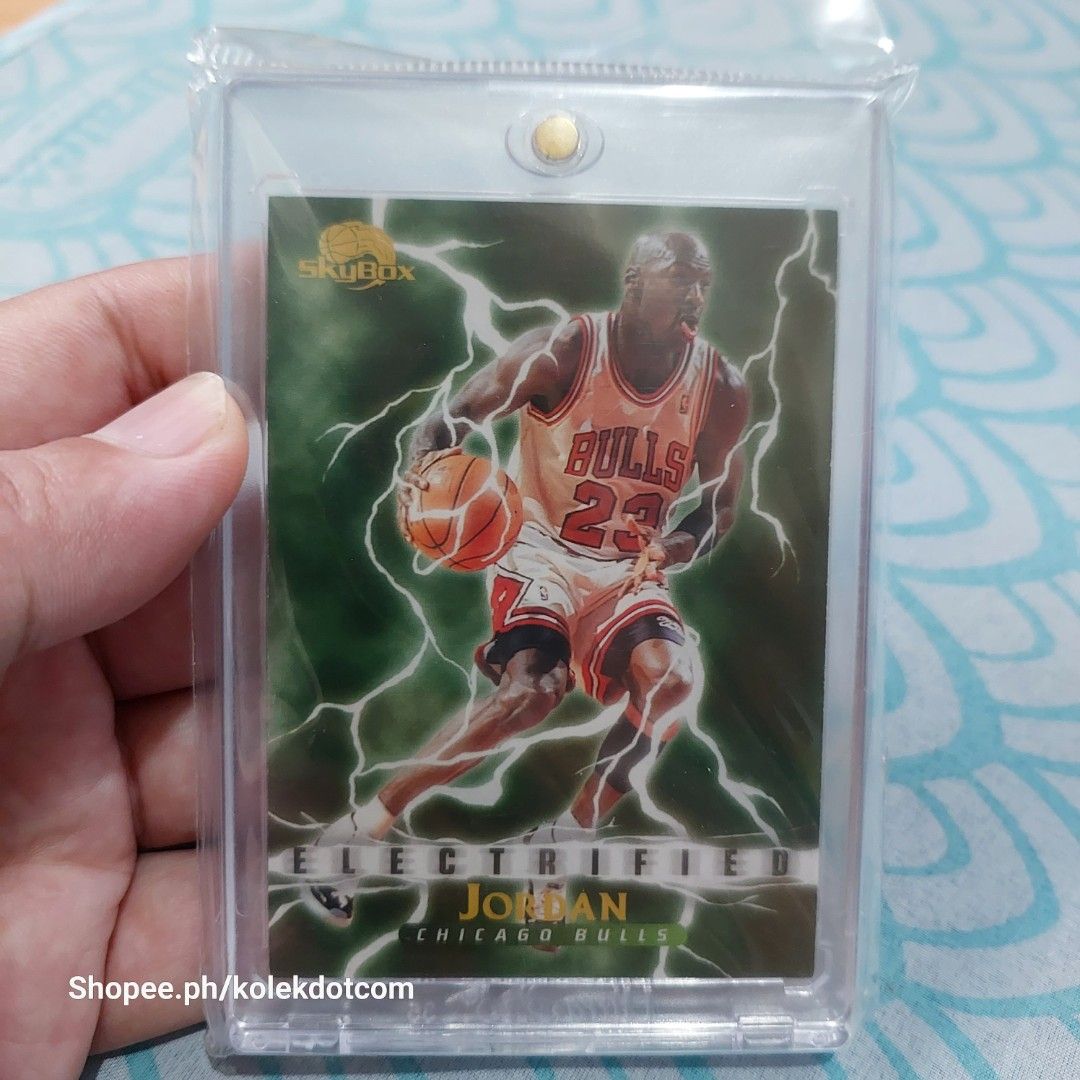 SkyBox
BULLS
23
ELECTRIFIED
JORDAN
CHICAGO BULLS
Shopee.ph/kolekdotcom